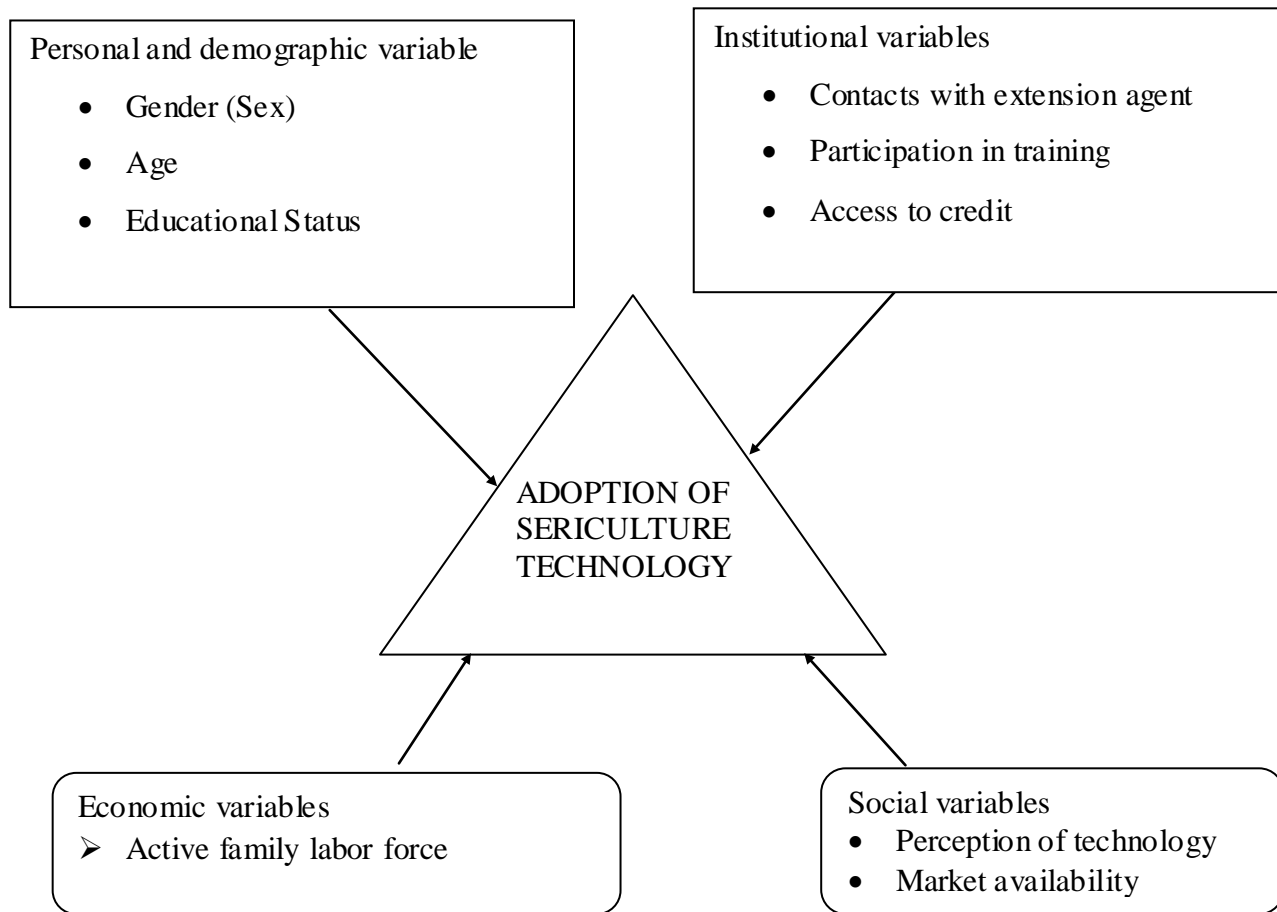 Personal and demographic variable
• Gender (Sex)
• Age
• Educational Status
Institutional variables
• Contacts with extension agent
• Participation in training
• Access to credit
ADOPTION OF
SERICULTURE
TECHNOLOGY
Economic variables
➢ Active family labor force
Social variables
• Perception of technology
• Market availability